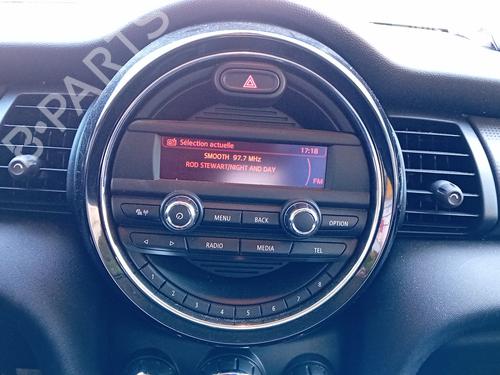 B-PARTS
Sélection actuelle 17:18
SMOOTH 97.7 MHz
ROD STEWART/NIGHT AND DAY
FM
MENU BACK OPTION
RADIO MEDIA TEL
1 2 3 4 5 6 7 8